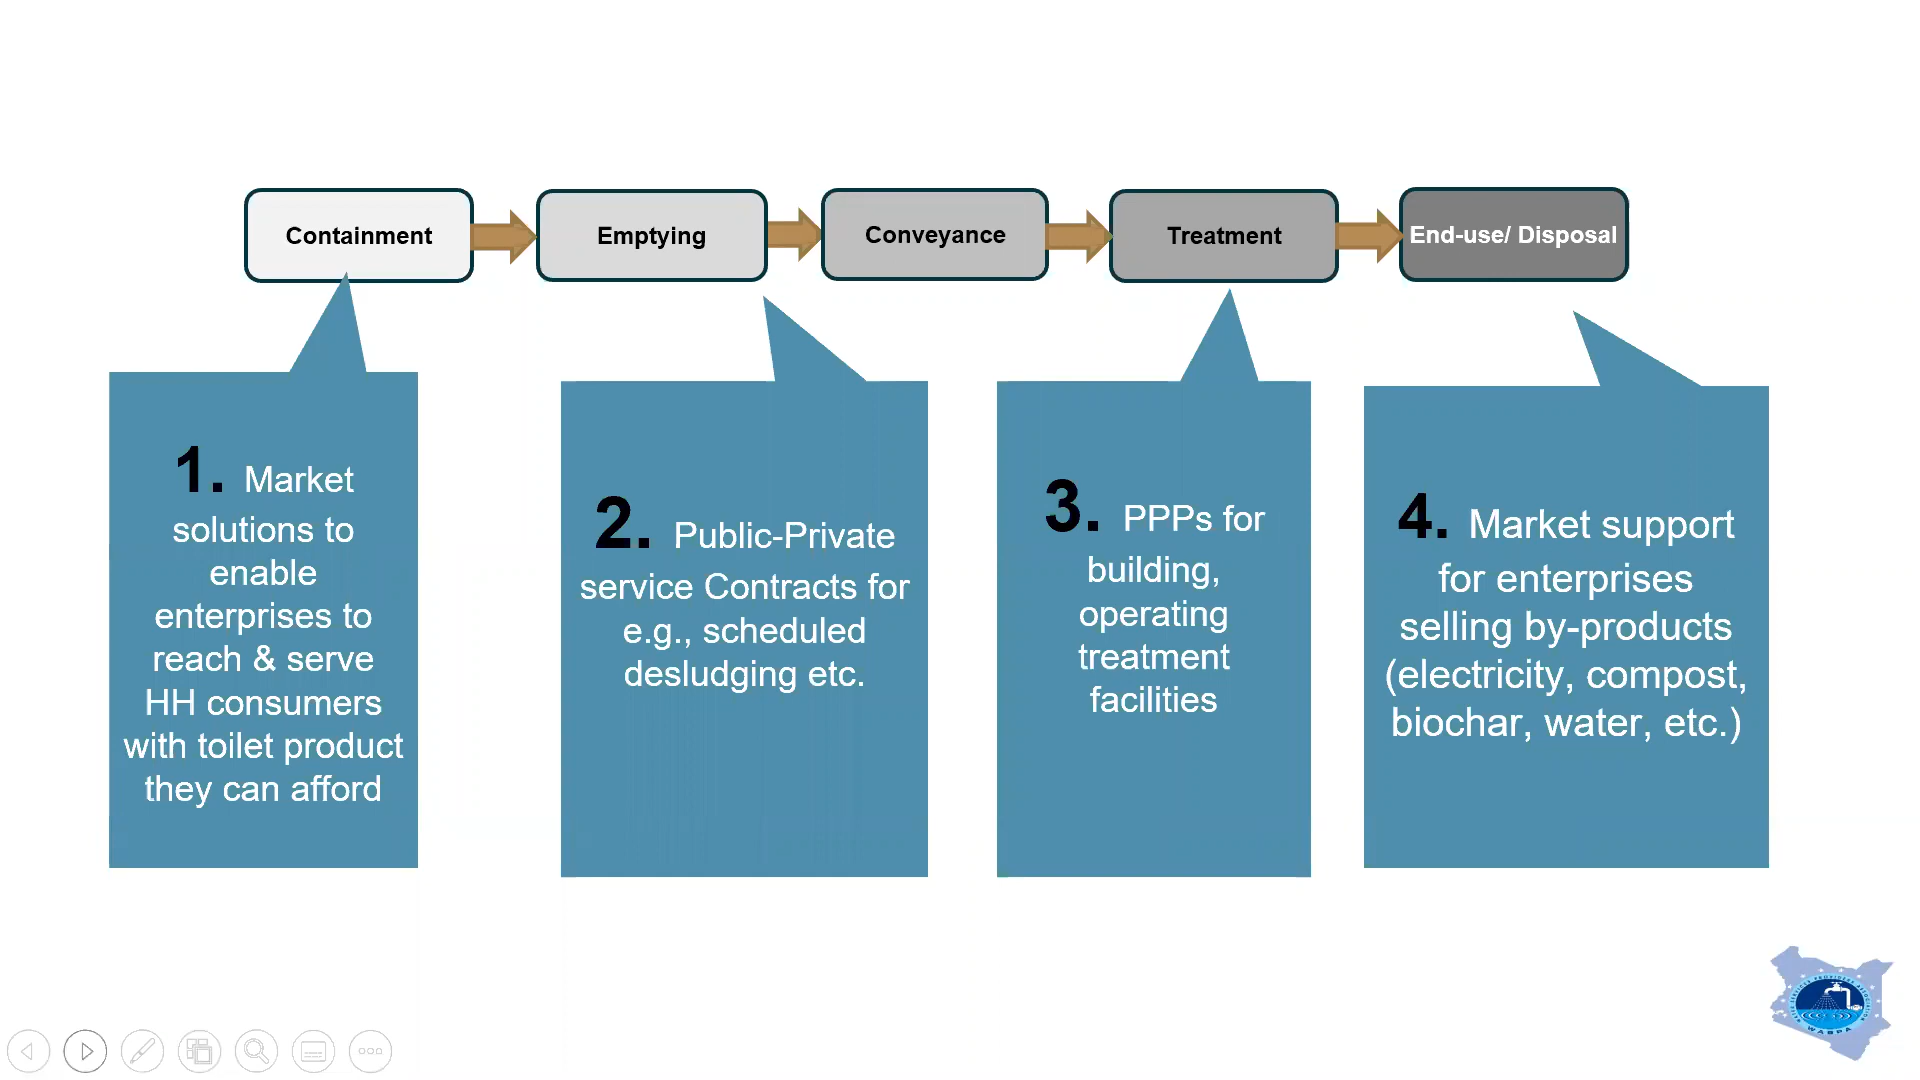 Containment
Emptying
Conveyance
Treatment
End-use/ Disposal
1. Market
solutions to
enable
enterprises to
reach & serve
HH consumers
with toilet product
they can afford
2. Public-Private
service Contracts for
e.g., scheduled
desludging etc.
3. PPPs for
building,
operating
treatment
facilities
4. Market support
for enterprises
selling by-products
(electricity, compost,
biochar, water, etc.)
WASPA